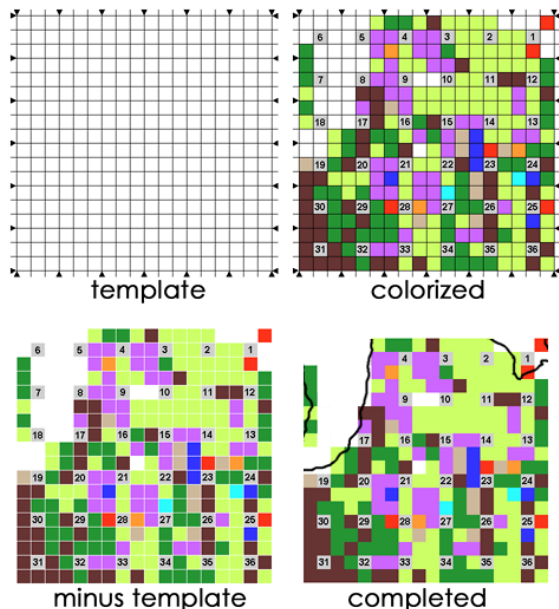 6 5 4 3 2 1
7 8 9 10 11 12
18 17 16 15 14 13
19 20 21 22 23 24
30 29 28 27 26 25
31 32 33 34 35 36
template colorized
6 5 4 3 2 1 4 3 2 1
7 8 9 10 11 12 8 9 10 11 12
18 17 16 15 14 13 17 16 15 14 13
19 20 21 22 23 24 19 20 21 22 23 24
30 29 28 27 26 25 30 29 28 27 26 25
31 32 33 34 35 36 31 32 33 34 35 36
minus template completed